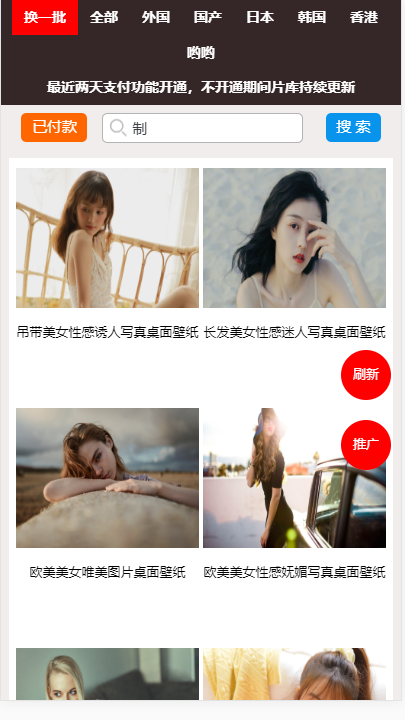 换一批 全部 外国 国产 日本 韩国 香港
哟哟
最近两天支付功能开通，不开通期间片库持续更新
已付款 制 搜 索
吊带美女性感诱人写真桌面壁纸 长发美女性感迷人写真桌面壁纸
刷新
推广
欧美美女唯美图片桌面壁纸 欧美美女性感妩媚写真桌面壁纸